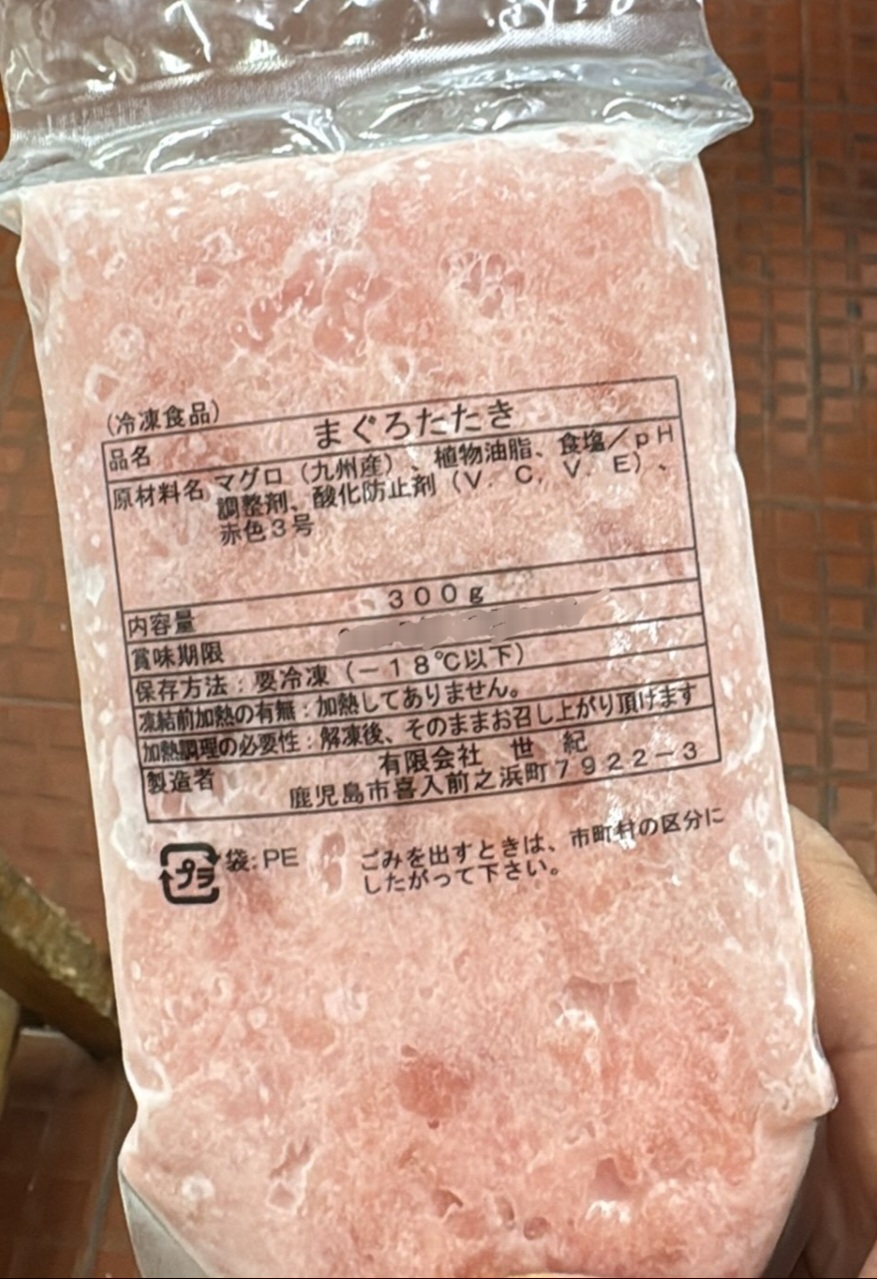 (冷凍食品)
品名 まぐろたたき
原材料名 マグロ（九州産）、植物油脂、食塩／pH
調整剤、酸化防止剤（V．C，V．E）、
赤色3号
内容量 300g
賞味期限
保存方法：要冷凍（－18℃以下）
凍結前加熱の有無：加熱してありません。
加熱調理の必要性：解凍後、そのままお召し上がり頂けます
製造者 有限会社 世 紀
鹿児島市喜入前之浜町7922－3
プラ 袋:PE
ごみを出すときは、市町村の区分に
したがって下さい。